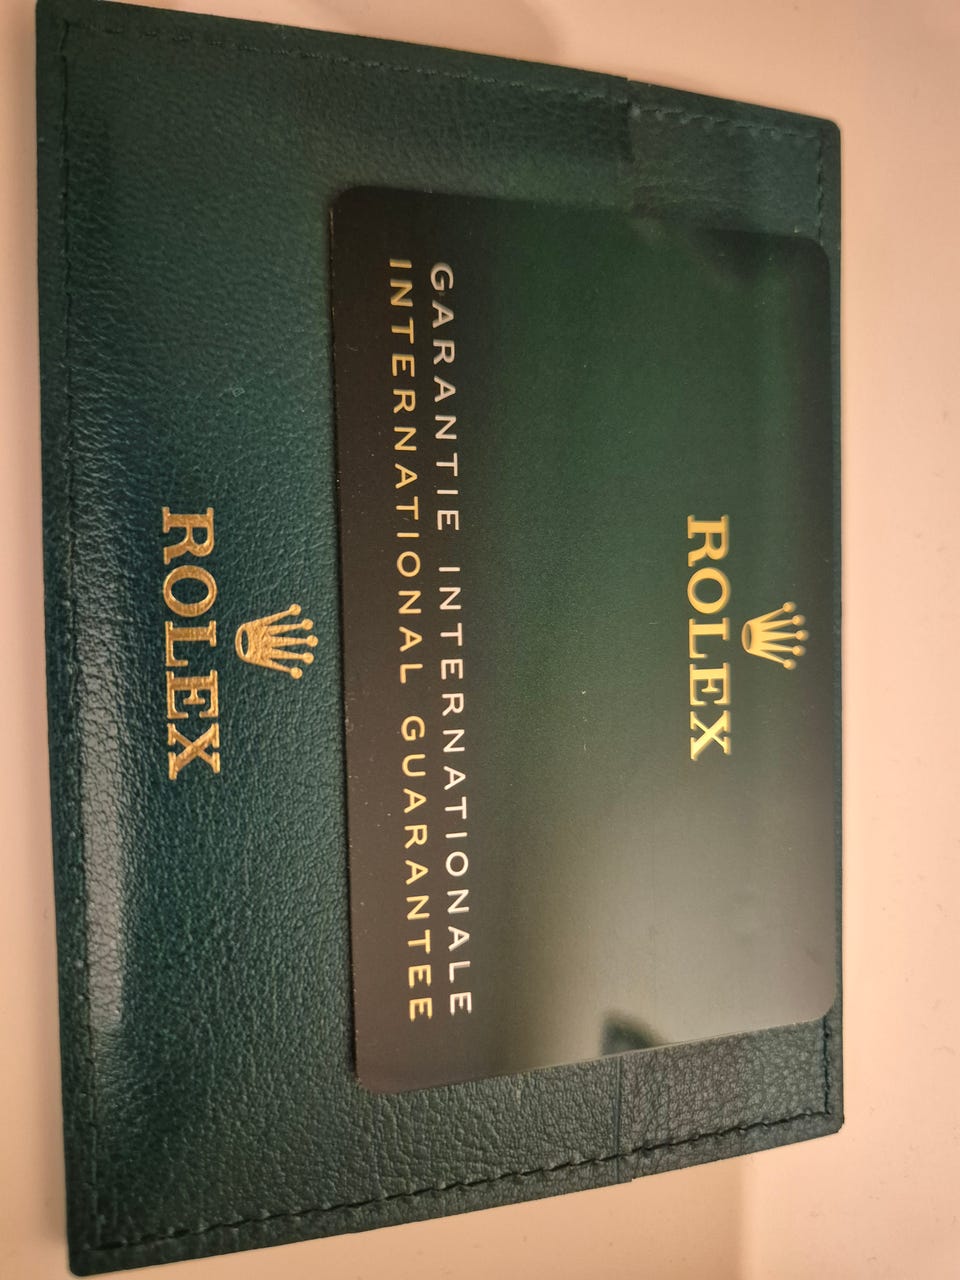 ROLEX
GARANTIE INTERNATIONALE
INTERNATIONAL GUARANTEE
ROLEX